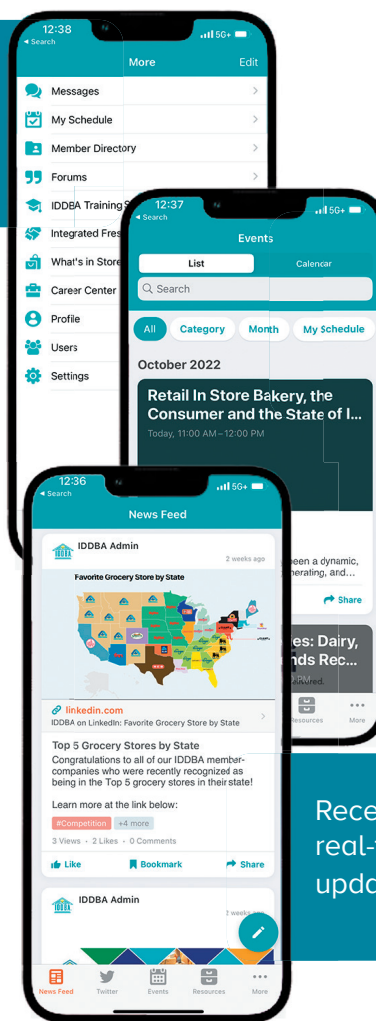 12:38
Search
5G+
More
Edit
Messages
My Schedule
Member Directory
Forums
IDDBA Training
Integrated Fres
What's in Store
Career Center
Profile
Users
Settings
12:37
Search
5G+
Events
List
Calendar
Search
All
Category
Month
My Schedule
October 2022
Retail In Store Bakery, the
Consumer and the State of I...
Today, 11:00 AM–12:00 PM
been a dynamic,
nerating, and...
Share
es: Dairy,
nds Rec...
PM
tured.
Resources
More
12:36
Search
5G+
News Feed
IDDBA
IDDBA Admin
2 weeks ago
Favorite Grocery Store by State
linkedin.com
IDDBA on LinkedIn: Favorite Grocery Store by State
Top 5 Grocery Stores by State
Congratulations to all of our IDDBA member-
companies who were recently recognized as
being in the Top 5 grocery stores in their state!
Learn more at the link below:
#Competition
+4 more
3 Views • 2 Likes • 0 Comments
Like
Bookmark
Share
IDDBA
IDDBA Admin
2 weeks ago
News Feed
Twitter
Events
Resources
More
Rece
real-t
upda